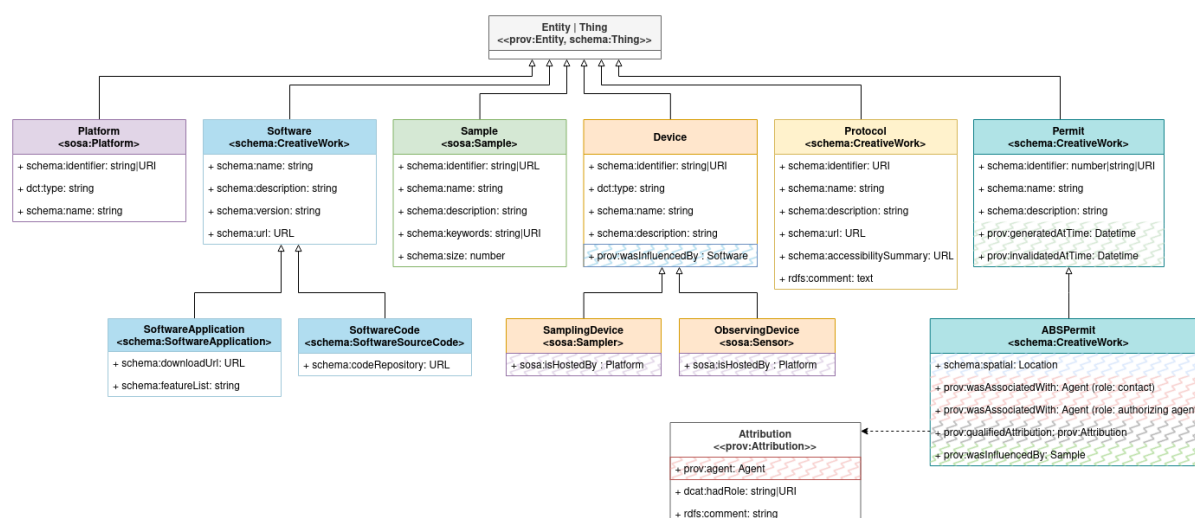 Entity | Thing
<<prov:Entity, schema:Thing>>
Platform
<sosa:Platform>
+ schema:identifier: string|URI
+ dct:type: string
+ schema:name: string
Software
<schema:CreativeWork>
+ schema:name: string
+ schema:description: string
+ schema:version: string
+ schema:url: URL
Sample
<sosa:Sample>
+ schema:identifier: string|URL
+ schema:name: string
+ schema:description: string
+ schema:keywords: string|URI
+ schema:size: number
Device
+ schema:identifier: string|URI
+ dct:type: string
+ schema:name: string
+ schema:description: string
+ prov:wasInfluencedBy : Software
Protocol
<schema:CreativeWork>
+ schema:identifier: URI
+ schema:name: string
+ schema:description: string
+ schema:url: URL
+ schema:accessibilitySummary: URL
+ rdfs:comment: text
Permit
<schema:CreativeWork>
+ schema:identifier: number|string|URI
+ schema:name: string
+ schema:description: string
+ prov:generatedAtTime: Datetime
+ prov:invalidatedAtTime: Datetime
SoftwareApplication
<schema:SoftwareApplication>
+ schema:downloadUrl: URL
+ schema:featureList: string
SoftwareCode
<schema:SoftwareSourceCode>
+ schema:codeRepository: URL
SamplingDevice
<sosa:Sampler>
+ sosa:isHostedBy : Platform
ObservingDevice
<sosa:Sensor>
+ sosa:isHostedBy : Platform
ABSPermit
<schema:CreativeWork>
+ schema:spatial: Location
+ prov:wasAssociatedWith: Agent (role: contact)
+ prov:wasAssociatedWith: Agent (role: authorizing agent
+ prov:qualifiedAttribution: prov:Attribution
+ prov:wasInfluencedBy: Sample
Attribution
<<prov:Attribution>>
+ prov:agent: Agent
+ dcat:hadRole: string|URI
+ rdfs:comment: string